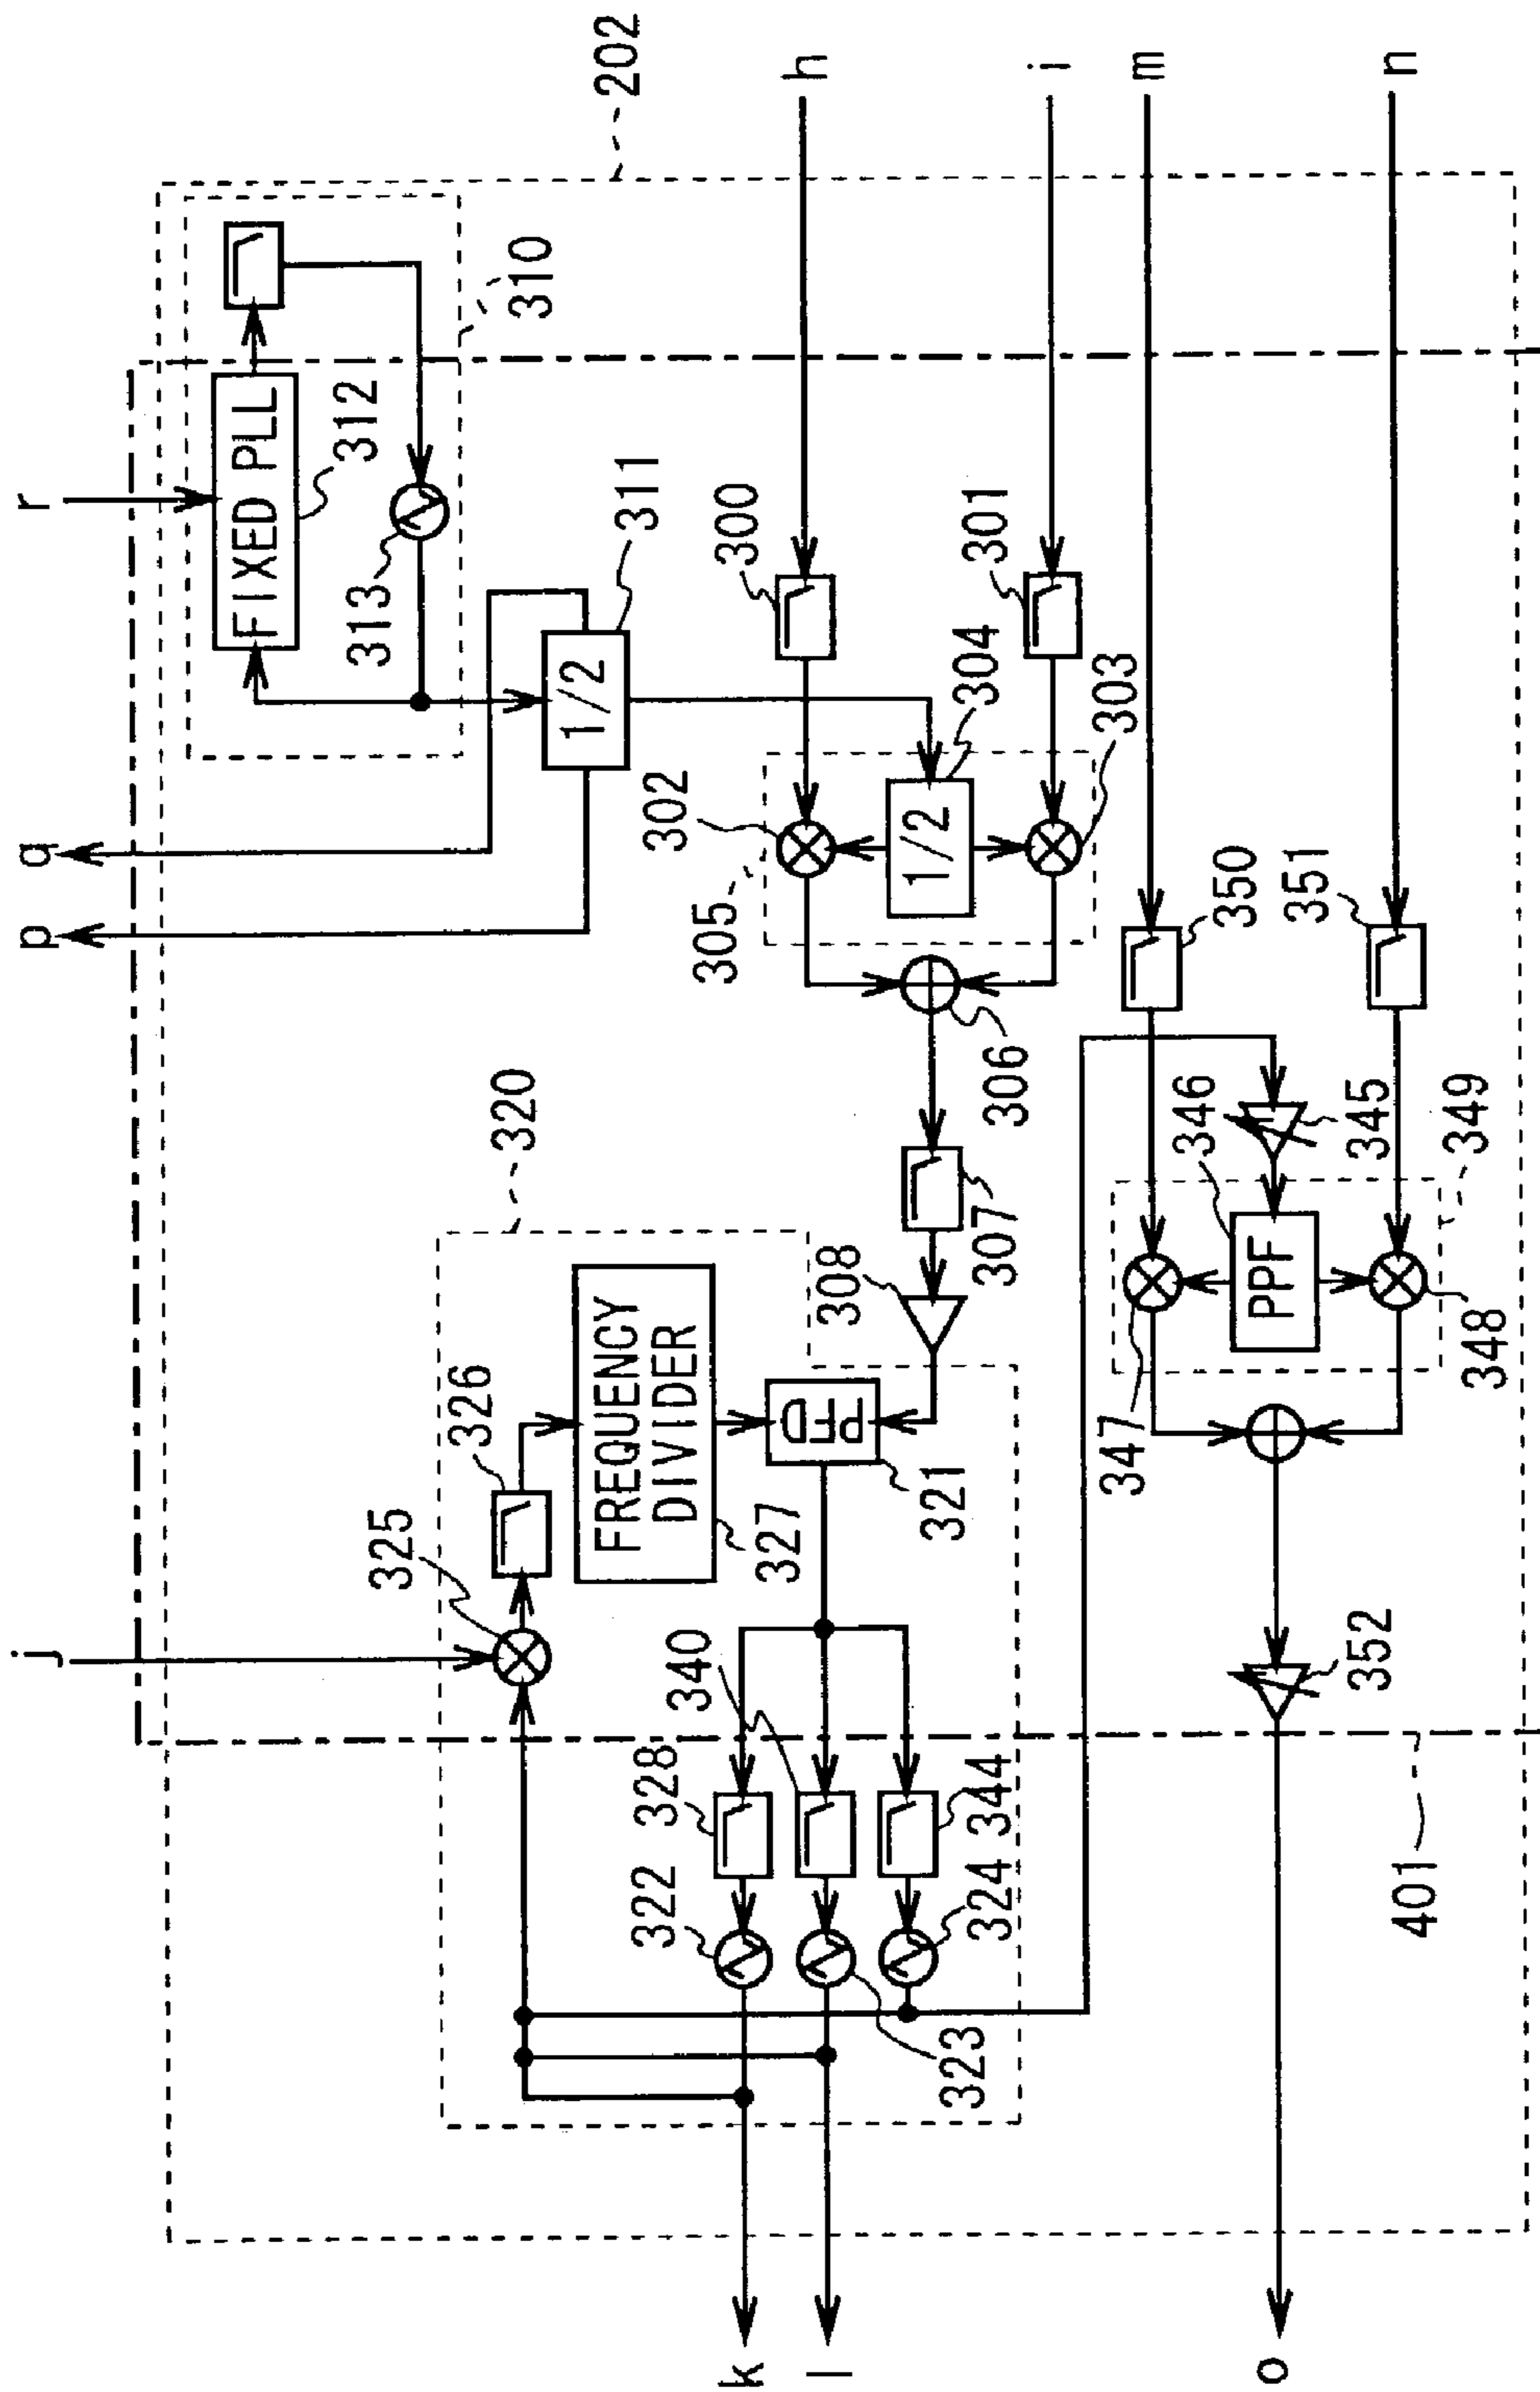 j
p
q
r
FIXED PLL
312
313
325
326
320
310
202
FREQUENCY
DIVIDER
1/2
311
322
328
340
302
305
300
k
327
h
l
PFD
308
1/2
321
323
324
344
307
306
304
301
i
347
303
m
346
350
o
PPF
351
352
345
n
401
348
349